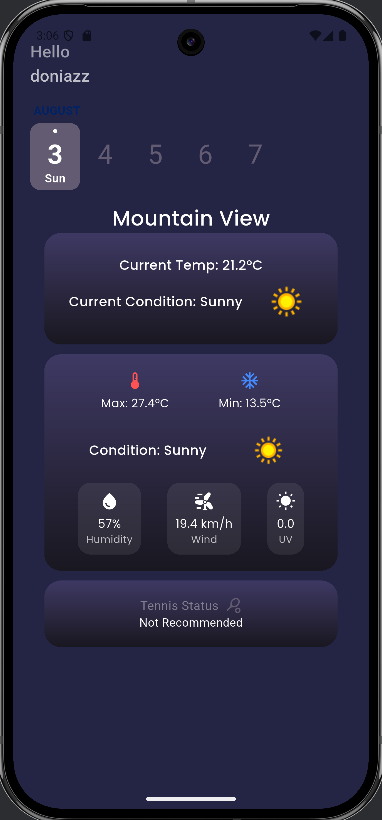 3:06
Hello
doniazz
AUGUST
3 4 5 6 7
Sun
Mountain View
Current Temp: 21.2°C
Current Condition: Sunny
Max: 27.4°C Min: 13.5°C
Condition: Sunny
57% 19.4 km/h 0.0
Humidity Wind UV
Tennis Status
Not Recommended